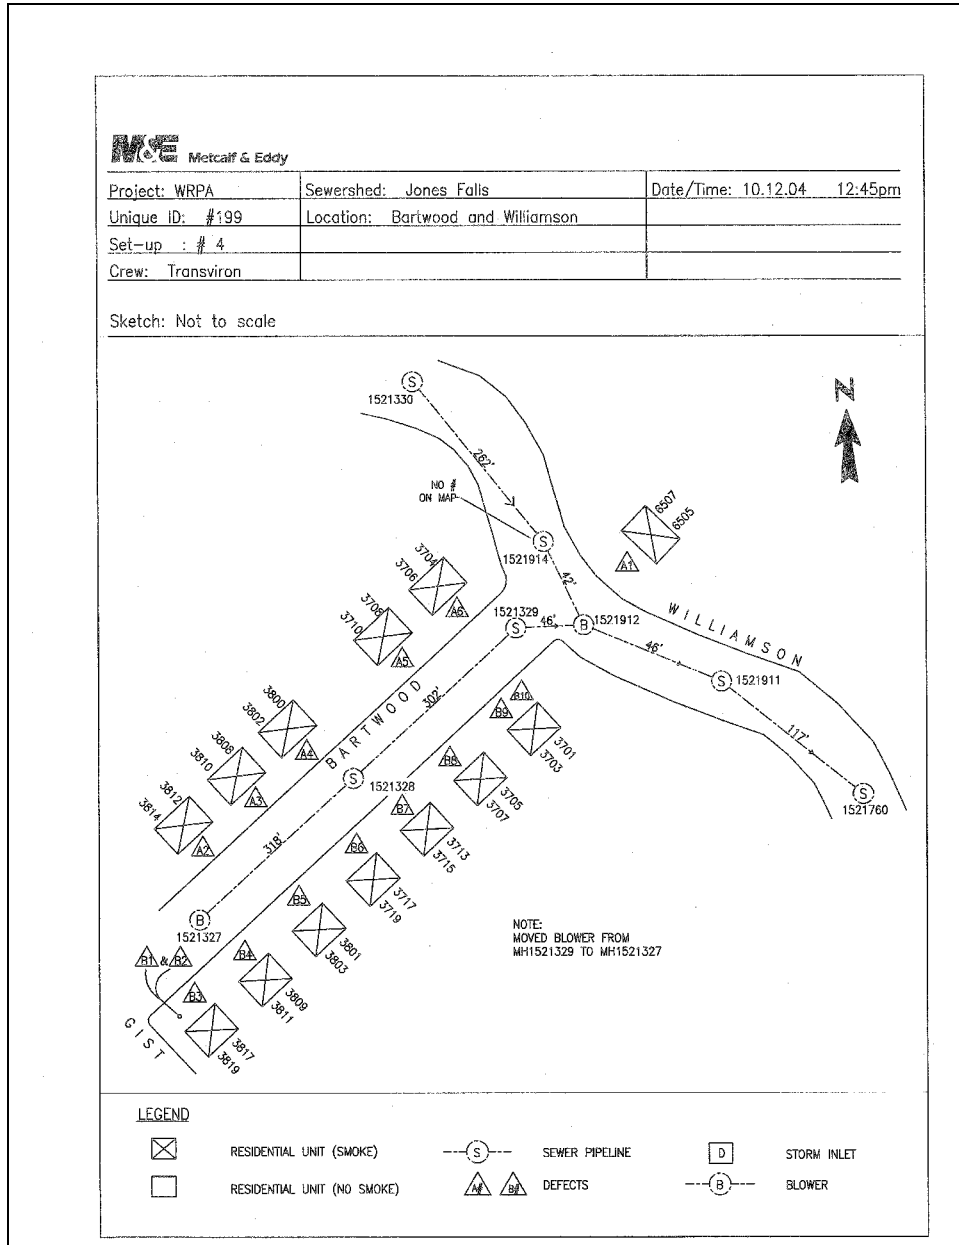 M&E Metcalf & Eddy
Project: WRPA
Sewershed: Jones Falls
Date/Time: 10.12.04 12:45pm
Unique ID: #199
Location: Bartwood and Williamson
Set-up : # 4
Crew: Transviron
Sketch: Not to scale
S
1521330
N
262'
NO #
ON MAP
S
1521914
6507
6505
A1
42'
3704
3706
A6
3708
3710
A5
1521329
S
46'
B
1521912
WILLIAMSON
46'
S
1521911
117'
S
1521760
302'
BARTWOOD
3800
3802
A4
3808
3810
A3
3812
3814
A2
S
1521328
318'
B10
B9
3701
3703
B8
3705
3707
B7
3713
3715
B6
3717
3719
B5
3801
3803
B4
3809
3811
B
1521327
B1 & B2
B3
3817
3819
GIST
NOTE:
MOVED BLOWER FROM
MH1521329 TO MH1521327
LEGEND
RESIDENTIAL UNIT (SMOKE)
S
SEWER PIPELINE
D
STORM INLET
RESIDENTIAL UNIT (NO SMOKE)
A# B#
DEFECTS
B
BLOWER